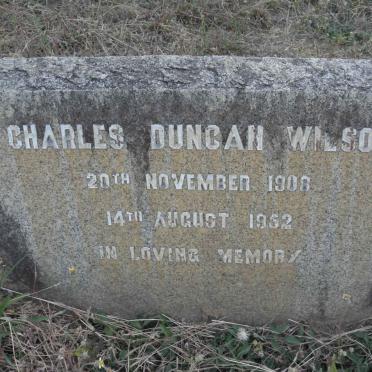 CHARLES DUNCAN WILSO
20TH NOVEMBER 1908
14TH AUGUST 1952
IN LOVING MEMORY